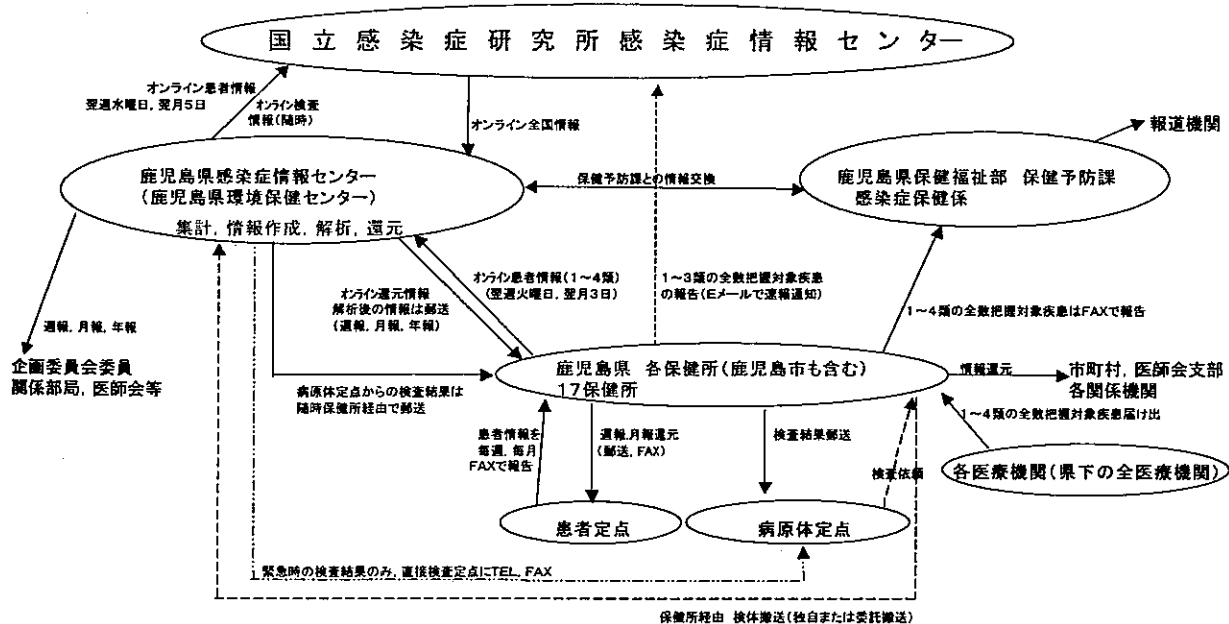 国立感染症研究所感染症情報センター
オンライン患者情報
翌週水曜日，翌月5日
オンライン検査
情報(随時)
オンライン全国情報
報道機関
鹿児島県感染症情報センター
(鹿児島県環境保健センター)
集計，情報作成，解析，還元
保健予防課との情報交換
鹿児島県保健福祉部　保健予防課
感染症保健係
オンライン患者情報(1～4類)
(翌週火曜日，翌月3日)
1～3類の全数把握対象疾患
の報告(Eメールで速報通知)
オンライン還元情報
解析後の情報は郵送
(週報，月報，年報)
1～4類の全数把握対象疾患はFAXで報告
週報，月報，年報
企画委員会委員
関係部局，医師会等
鹿児島県　各保健所(鹿児島市も含む)
17保健所
情報還元
市町村，医師会支部
各関係機関
病原体定点からの検査結果は
随時保健所経由で郵送
1～4類の全数把握対象疾患届け出
患者情報を
毎週，毎月
FAXで報告
週報，月報還元
(郵送，FAX)
検査結果郵送
検査依頼
各医療機関(県下の全医療機関)
患者定点
病原体定点
緊急時の検査結果のみ，直接検査定点にTEL，FAX
保健所経由　検体搬送(独自または委託搬送)